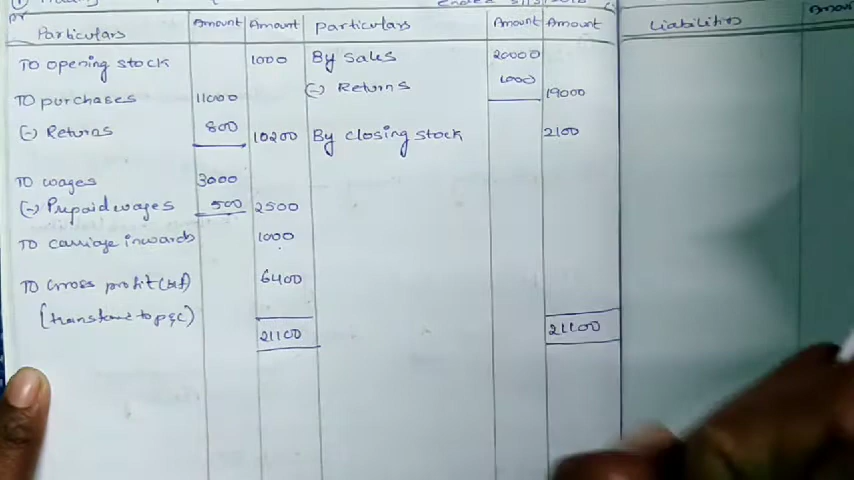 Dr
Particulars Amount Amount Particulars Amount Amount Liabilities
To opening stock 1000 By sales 20000
(-) Returns 1000 19000
To purchases 11000
(-) Returns 800 10200 By closing stock 2100
To wages 3000
(-) Prepaid wages 500 2500
To carriage inwards 1000
To Gross profit (b/f) 6400
(transferred to P&L)
21100 21100